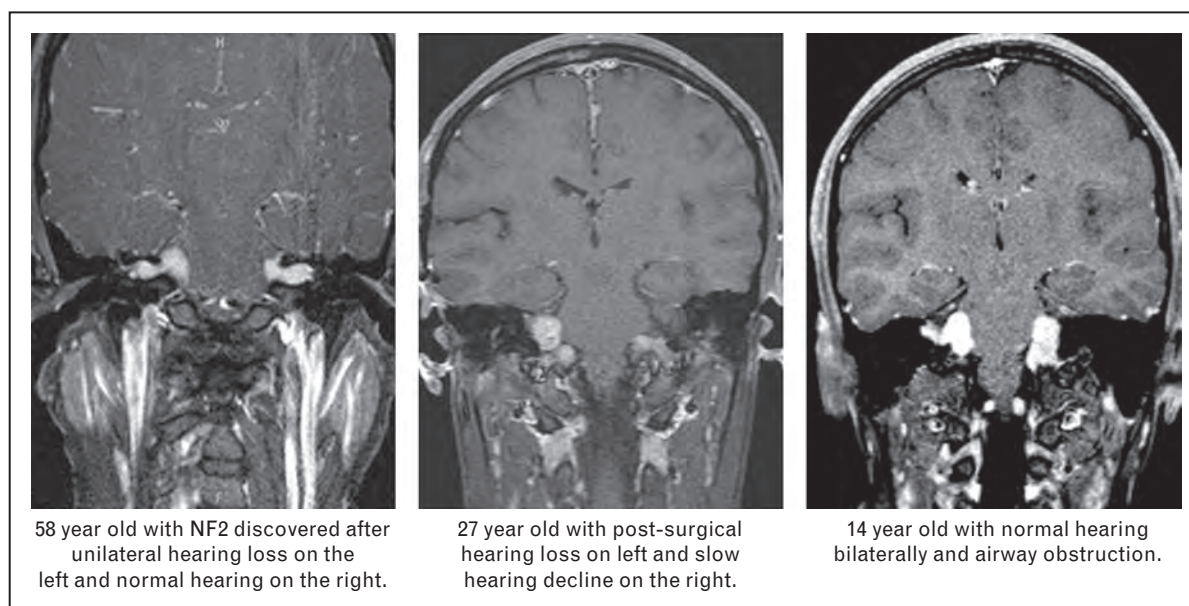 H
58 year old with NF2 discovered after
unilateral hearing loss on the
left and normal hearing on the right.
27 year old with post-surgical
hearing loss on left and slow
hearing decline on the right.
14 year old with normal hearing
bilaterally and airway obstruction.